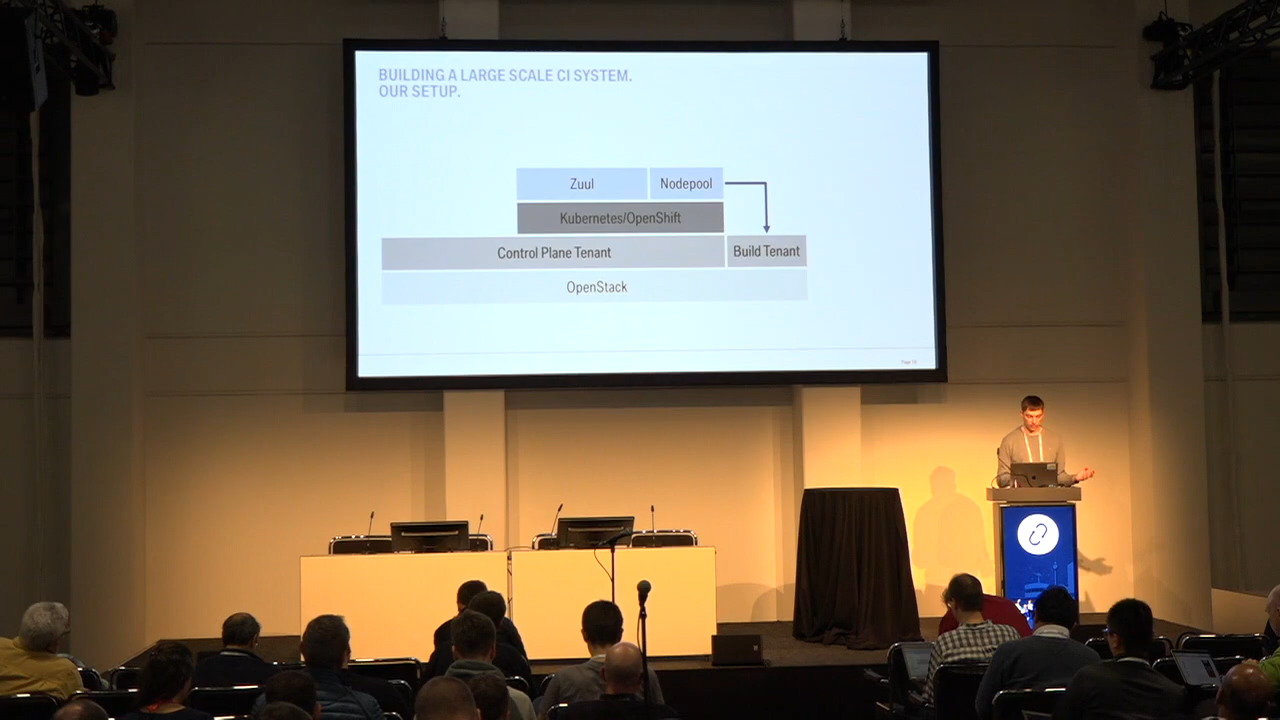 BUILDING A LARGE SCALE CI SYSTEM.
OUR SETUP.
Zuul Nodepool
Kubernetes/OpenShift
Control Plane Tenant Build Tenant
OpenStack